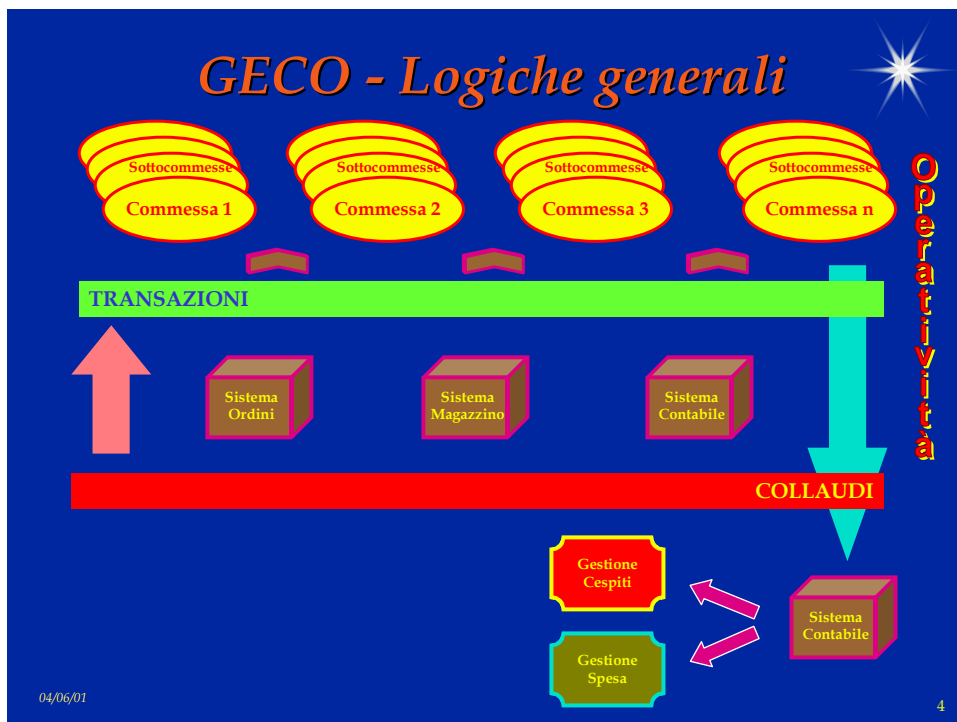 GECO - Logiche generali
Sottocommesse
Sottocommesse
Sottocommesse
Sottocommesse
Commessa 1
Commessa 2
Commessa 3
Commessa n
Operatività
TRANSAZIONI
Sistema
Ordini
Sistema
Magazzino
Sistema
Contabile
COLLAUDI
Gestione
Cespiti
Sistema
Contabile
Gestione
Spesa
04/06/01
4